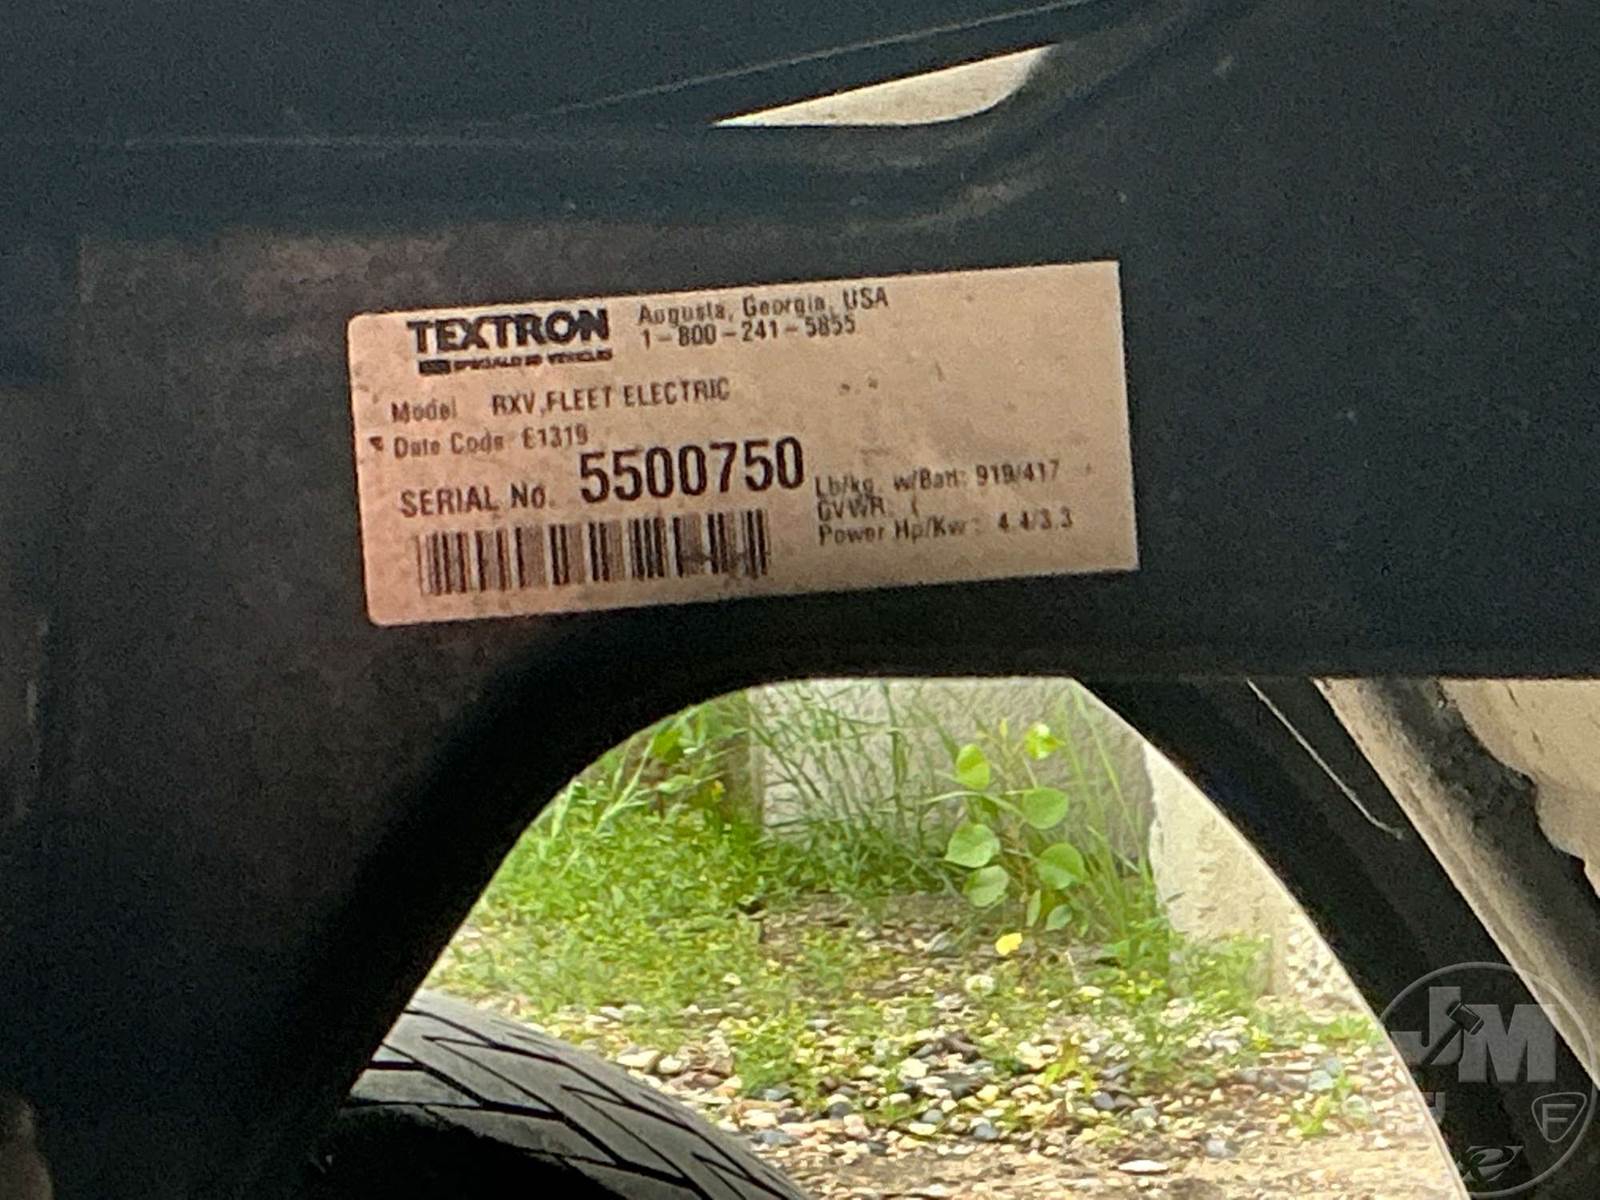 TEXTRON
SPECIALIZED VEHICLES
Augusta, Georgia, USA
1-800-241-5855
Model RXV,FLEET ELECTRIC
Date Code E1319
SERIAL No. 5500750
Lb/kg. w/Batt: 919/417
GVWR: (
Power Hp/Kw: 4.4/3.3
JM
F